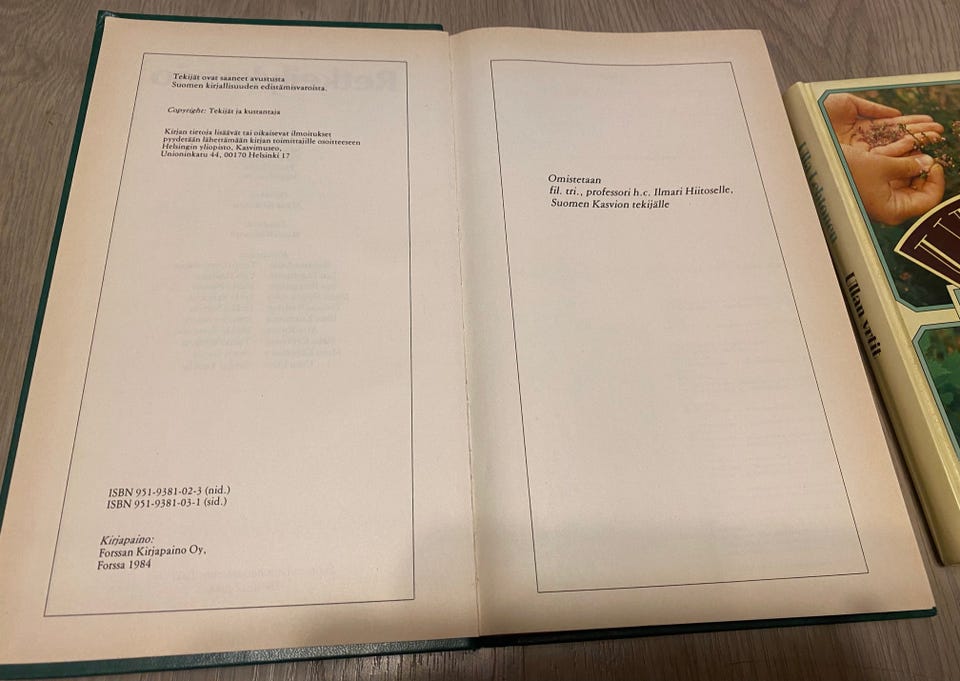 Tekijät ovat saaneet avustusta
Suomen kirjallisuuden edistämisvaroista.
Copyright: Tekijät ja kustantaja
Kirjan tietoja lisäävät tai oikaisevat ilmoitukset
pyydetään lähettämään kirjan toimittajille osoitteeseen
Helsingin yliopisto, Kasvimuseo,
Unioninkatu 44, 00170 Helsinki 17
ISBN 951-9381-02-3 (nid.)
ISBN 951-9381-03-1 (sid.)
Kirjapaino:
Forssan Kirjapaino Oy,
Forssa 1984
Omistetaan
fil. tri., professori h.c. Ilmari Hiitoselle,
Suomen Kasvion tekijälle
Ullan yrtit